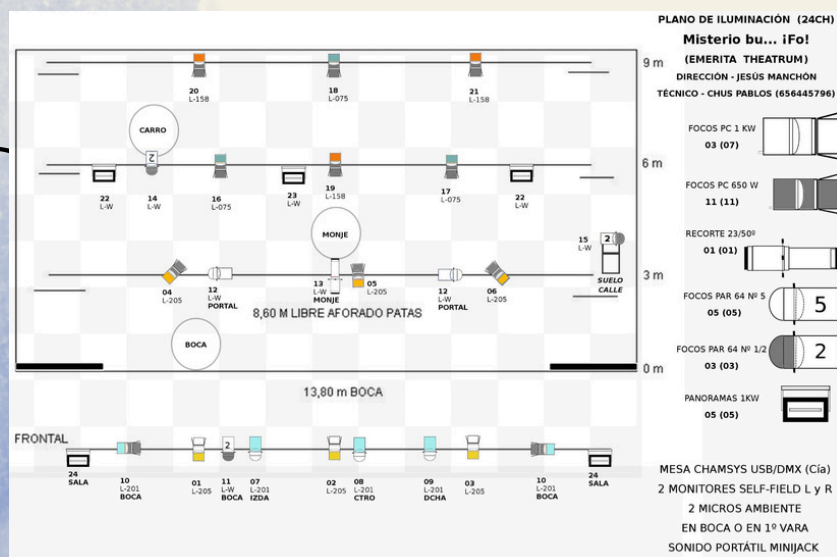 PLANO DE ILUMINACIÓN (24CH)
Misterio bu... ¡Fo!
(EMERITA THEATRUM)
DIRECCIÓN - JESÚS MANCHÓN
TÉCNICO - CHUS PABLOS (656445796)
9 m
20
L-158
18
L-075
21
L-158
CARRO
2
6 m
22
L-W
14
L-W
16
L-075
23
L-W
19
L-158
17
L-075
22
L-W
MONJE
15
L-W
2
SUELO
CALLE
3 m
04
L-205
12
L-W
PORTAL
13
L-W
MONJE
05
L-205
12
L-W
PORTAL
06
L-205
8,60 M LIBRE AFORADO PATAS
BOCA
0 m
13,80 m BOCA
FRONTAL
2
24
SALA
10
L-201
BOCA
01
L-205
11
L-W
BOCA
07
L-201
IZDA
02
L-205
08
L-201
CTRO
09
L-201
DCHA
03
L-205
10
L-201
BOCA
24
SALA
FOCOS PC 1 KW
03 (07)
FOCOS PC 650 W
11 (11)
RECORTE 23/50º
01 (01)
FOCOS PAR 64 Nº 5
05 (05)
5
FOCOS PAR 64 Nº 1/2
03 (03)
2
PANORAMAS 1KW
05 (05)
MESA CHAMSYS USB/DMX (Cía)
2 MONITORES SELF-FIELD L y R
2 MICROS AMBIENTE
EN BOCA O EN 1º VARA
SONIDO PORTÁTIL MINIJACK